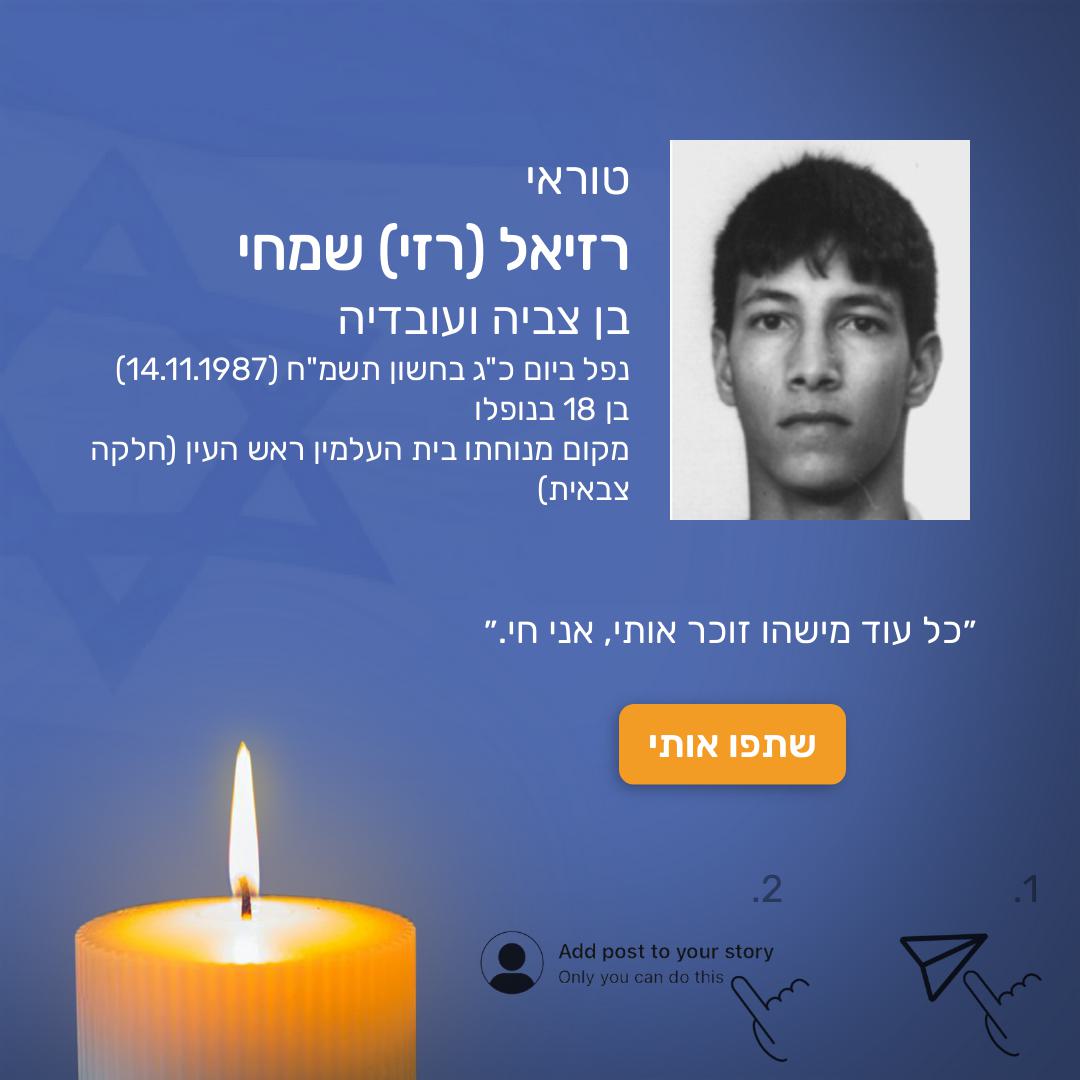 טוראי
רזיאל (רזי) שמחי
בן צביה ועובדיה
נפל ביום כ"ג בחשון תשמ"ח (14.11.1987)
בן 18 בנופלו
מקום מנוחתו בית העלמין ראש העין (חלקה
צבאית)
״כל עוד מישהו זוכר אותי, אני חי.״
שתפו אותי
.1
.2
Add post to your story
Only you can do this